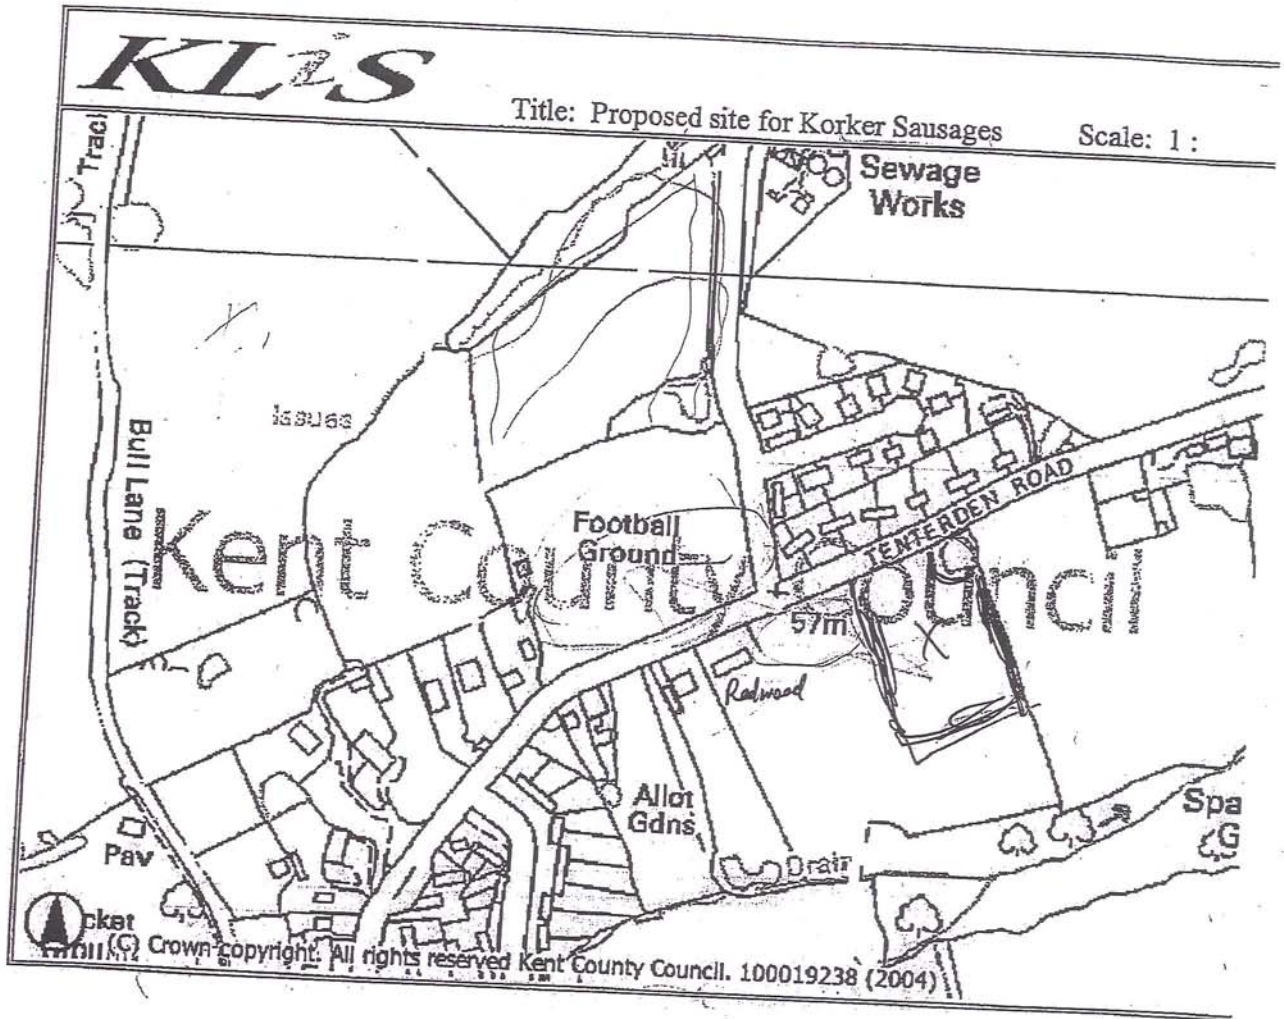 KLiS
Title: Proposed site for Korker Sausages
Scale: 1 :
Sewage
Works
Issues
Bull Lane (Track)
Football
Ground
TENTERDEN ROAD
Kent County Council
57m
Redwood
Allot
Gdns
Pav
Drain
Spa
G
cket
(C) Crown copyright. All rights reserved Kent County Council. 100019238 (2004)